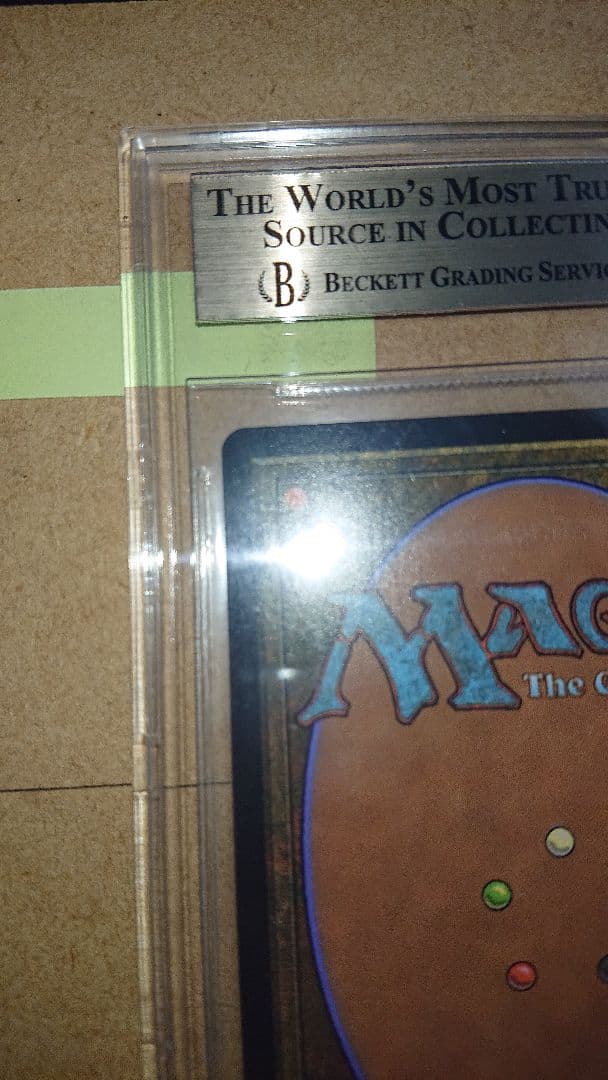 THE WORLD'S MOST TRU
SOURCE IN COLLECTIN
B BECKETT GRADING SERVIC
MAG
The G